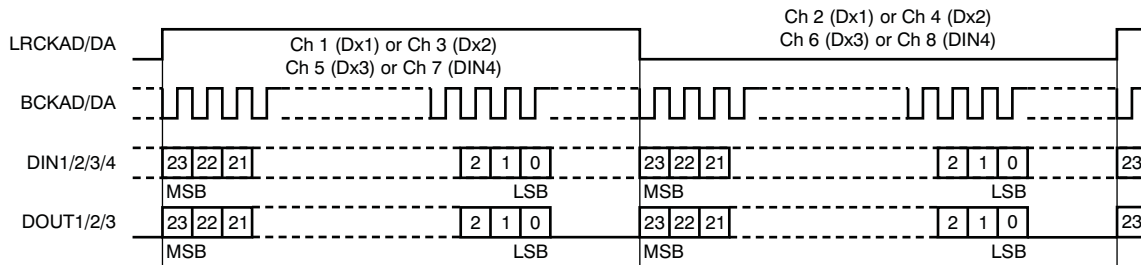 Ch 2 (Dx1) or Ch 4 (Dx2)
LRCKAD/DA
Ch 1 (Dx1) or Ch 3 (Dx2)
Ch 6 (Dx3) or Ch 8 (DIN4)
Ch 5 (Dx3) or Ch 7 (DIN4)
BCKAD/DA
DIN1/2/3/4 23 22 21 2 1 0 23 22 21 2 1 0 23
MSB LSB MSB LSB
DOUT1/2/3 23 22 21 2 1 0 23 22 21 2 1 0 23
MSB LSB MSB LSB